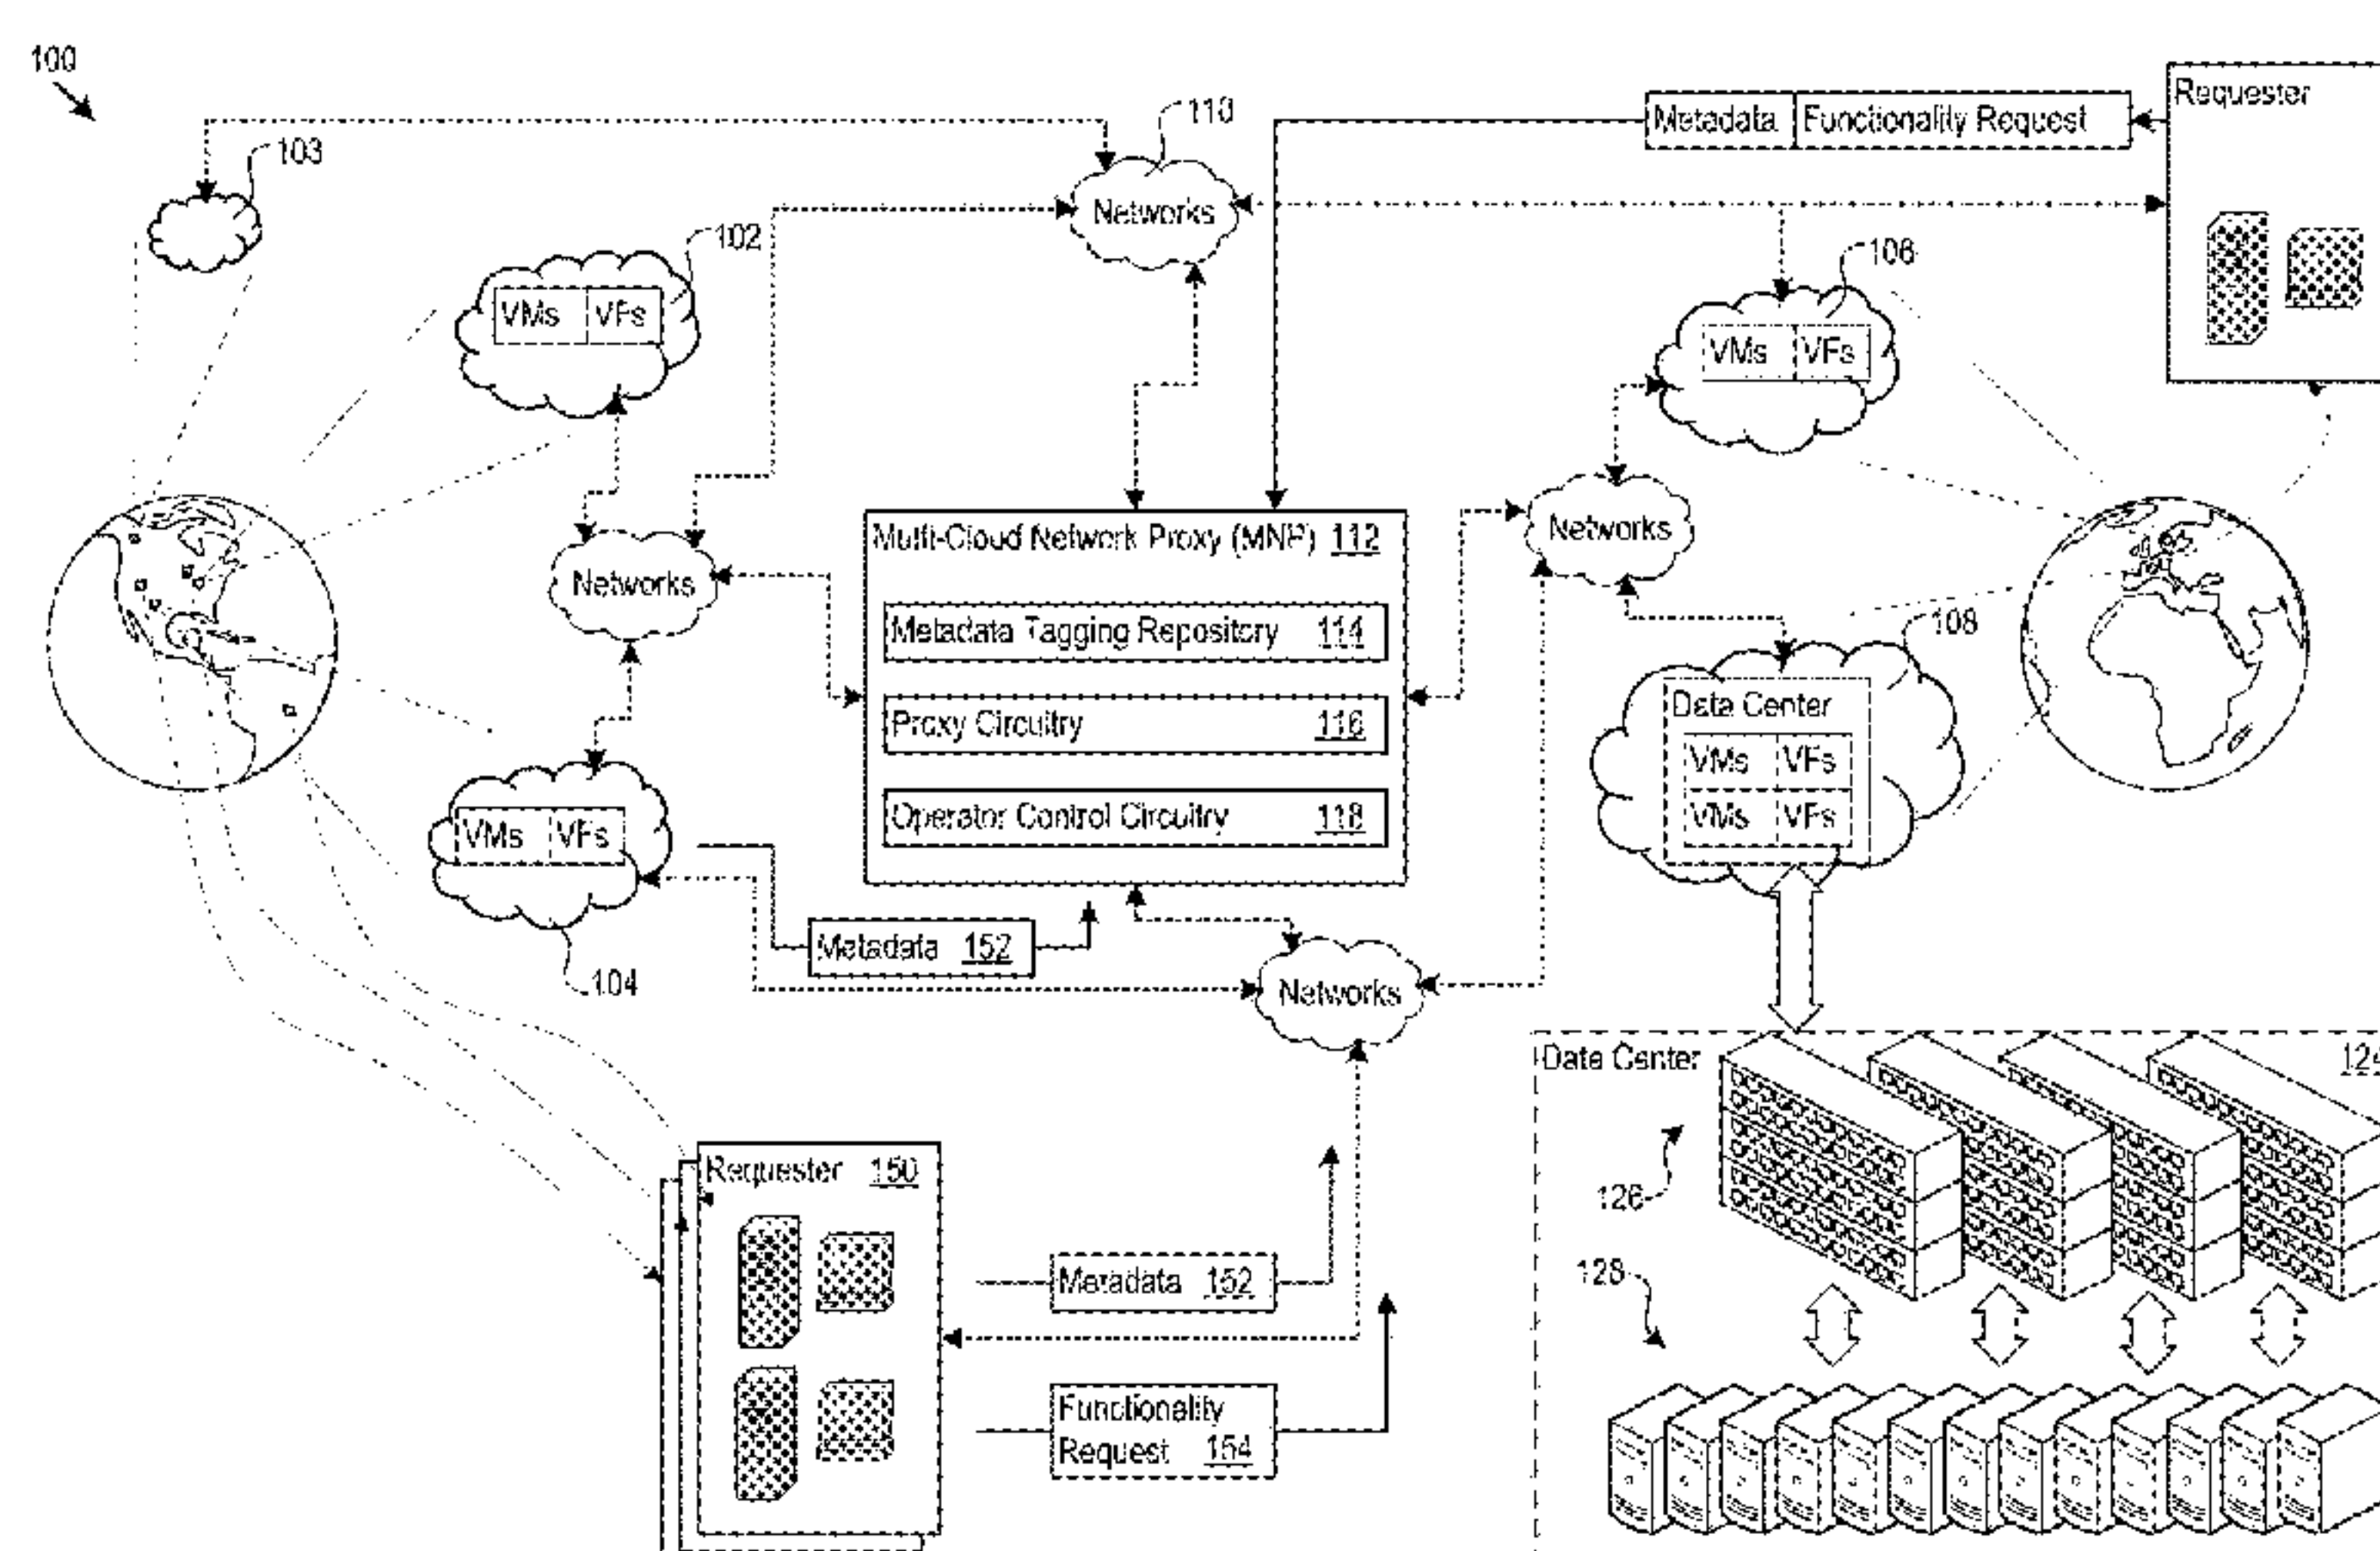 100
110
Metadata Functionality Request
Requester
103
Networks
102
VMs VFs
106
VMs VFs
Multi-Cloud Network Proxy (MNP) 112
Networks
Networks
Metadata Tagging Repository 114
108
Data Center
Proxy Circuitry 116
VMs VFs
VMs VFs
Operator Control Circuitry 118
VMs VFs
Metadata 152
104
Networks
Data Center
126
Requester 150
128
Metadata 152
Functionality
Request 154